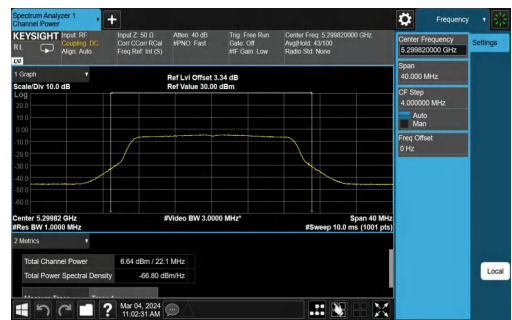 Spectrum Analyzer 1
Channel Power
Frequency
KEYSIGHT
RL
Input: RF
Coupling: DC
Align: Auto
Input Z: 50 Ω
Corr CCorr RCal
Freq Ref: Int (S)
Atten: 40 dB
#PNO: Fast
Trig: Free Run
Gate: Off
#IF Gain: Low
Center Freq: 5.299820000 GHz
Avg|Hold: 43/100
Radio Std: None
LVI
Center Frequency
5.299820000 GHz
Settings
Span
40.000 MHz
CF Step
4.000000 MHz
Auto
Man
Freq Offset
0 Hz
Local
1 Graph
Scale/Div 10.0 dB
Ref Lvl Offset 3.34 dB
Ref Value 30.00 dBm
Log
20.0
10.0
0.00
-10.0
-20.0
-30.0
-40.0
-50.0
-60.0
Center 5.29982 GHz
#Video BW 3.0000 MHz*
Span 40 MHz
#Res BW 1.0000 MHz
#Sweep 10.0 ms (1001 pts)
2 Metrics
Total Channel Power
6.64 dBm / 22.1 MHz
Total Power Spectral Density
-66.80 dBm/Hz
?
Mar 04, 2024
11:02:31 AM